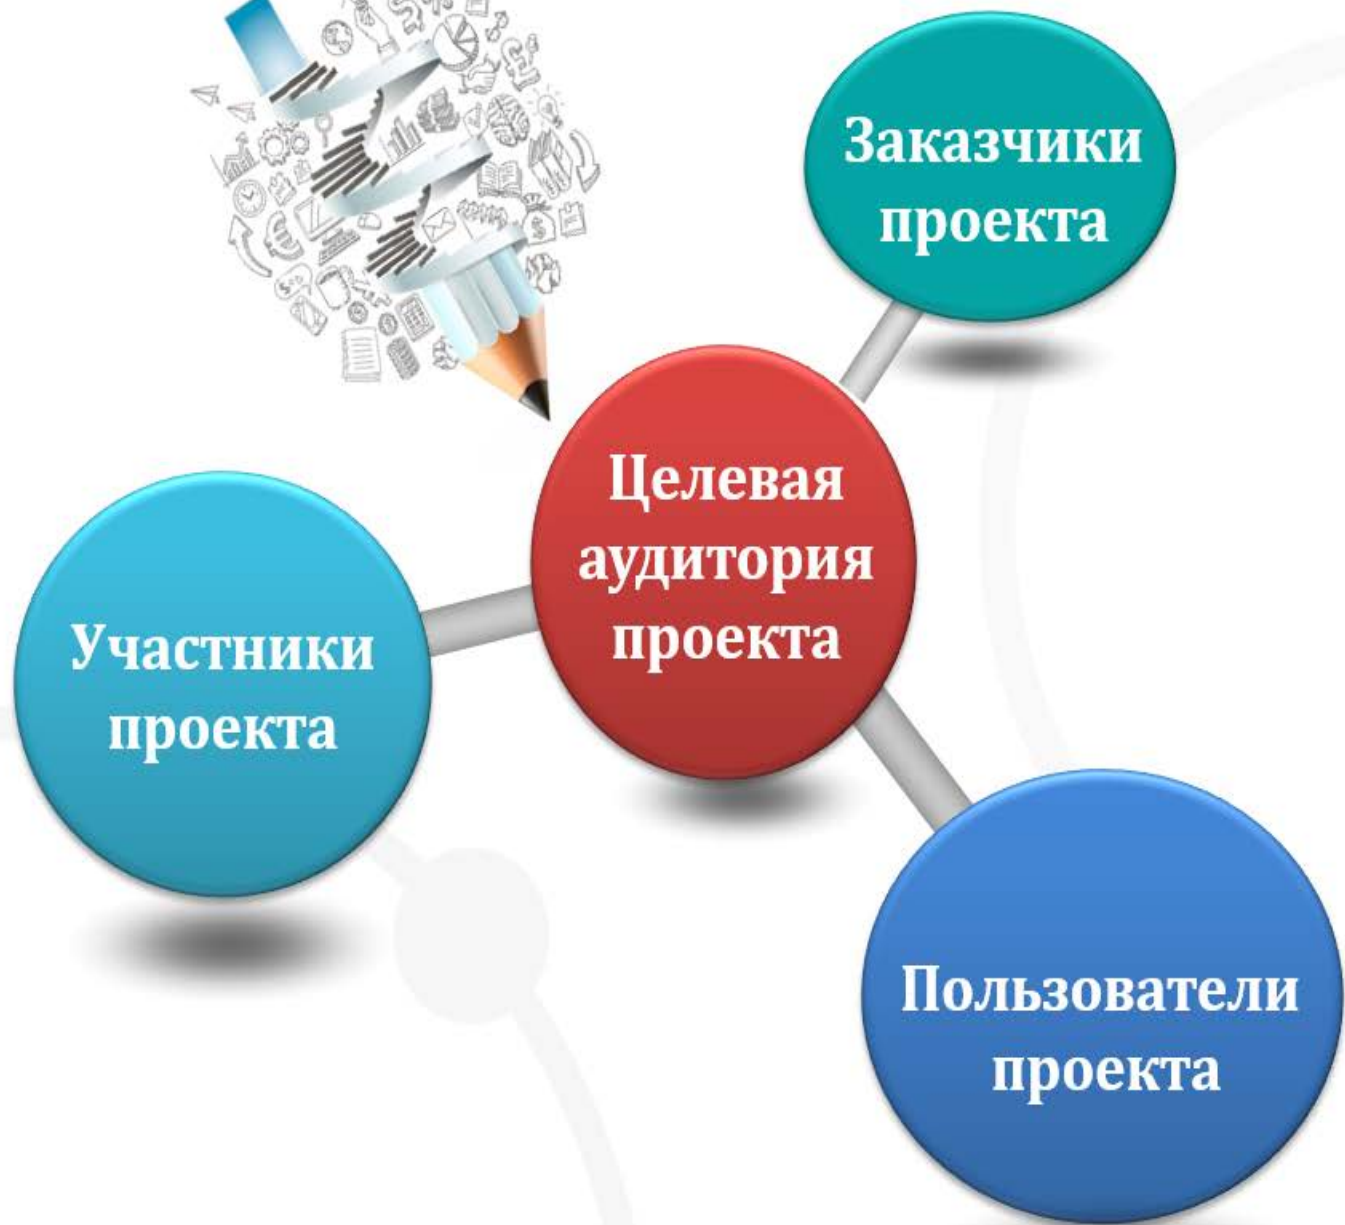 Заказчики
проекта
Целевая
аудитория
проекта
Участники
проекта
Пользователи
проекта